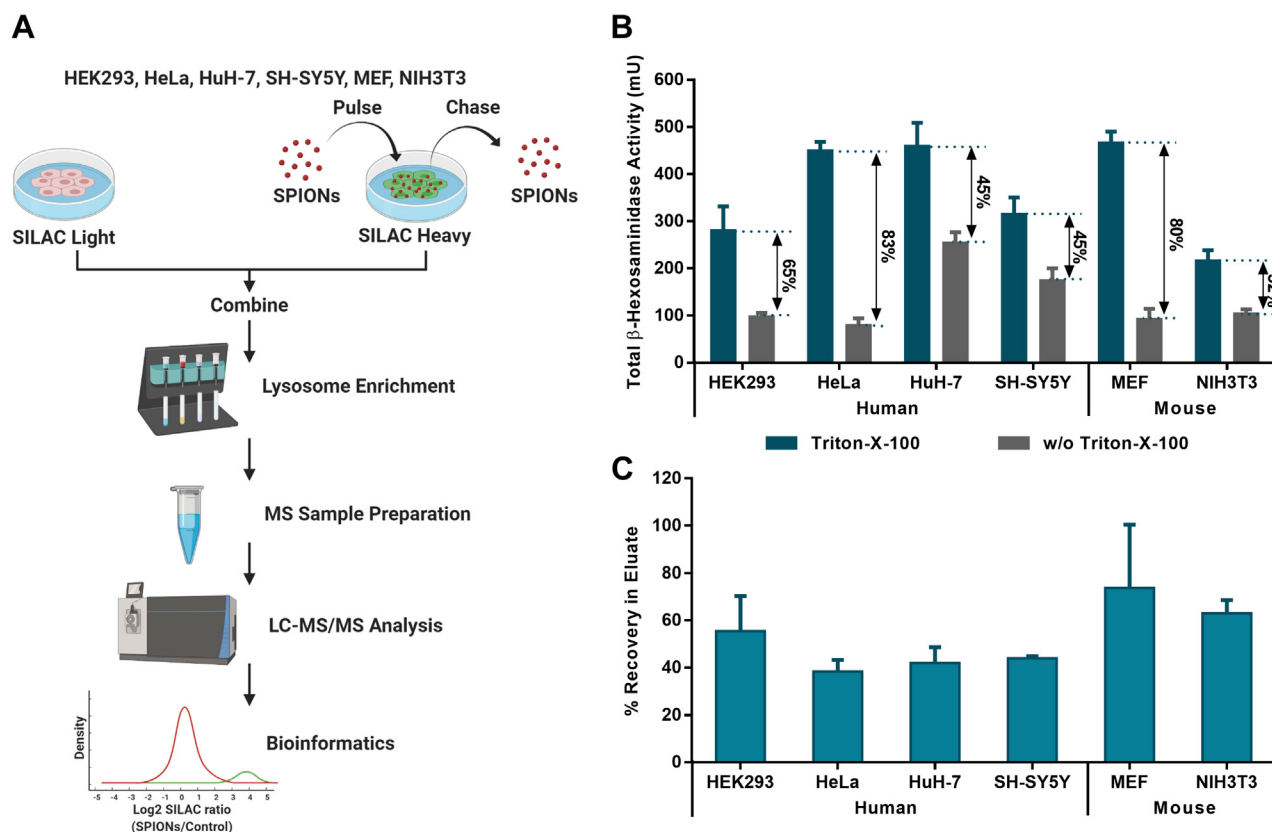 A
HEK293, HeLa, HuH-7, SH-SY5Y, MEF, NIH3T3
Pulse
Chase
SPIONs
SPIONs
SILAC Light
SILAC Heavy
Combine
Lysosome Enrichment
MS Sample Preparation
LC-MS/MS Analysis
Bioinformatics
Density
-5 -4 -3 -2 -1 0 1 2 3 4 5
Log2 SILAC ratio
(SPIONs/Control)
B
Total β-Hexosaminidase Activity (mU)
600
500
400
300
200
100
0
65%
83%
45%
45%
80%
HEK293 HeLa HuH-7 SH-SY5Y MEF NIH3T3
Human Mouse
Triton-X-100 w/o Triton-X-100
C
% Recovery in Eluate
120
100
80
60
40
20
0
HEK293 HeLa HuH-7 SH-SY5Y MEF NIH3T3
Human Mouse